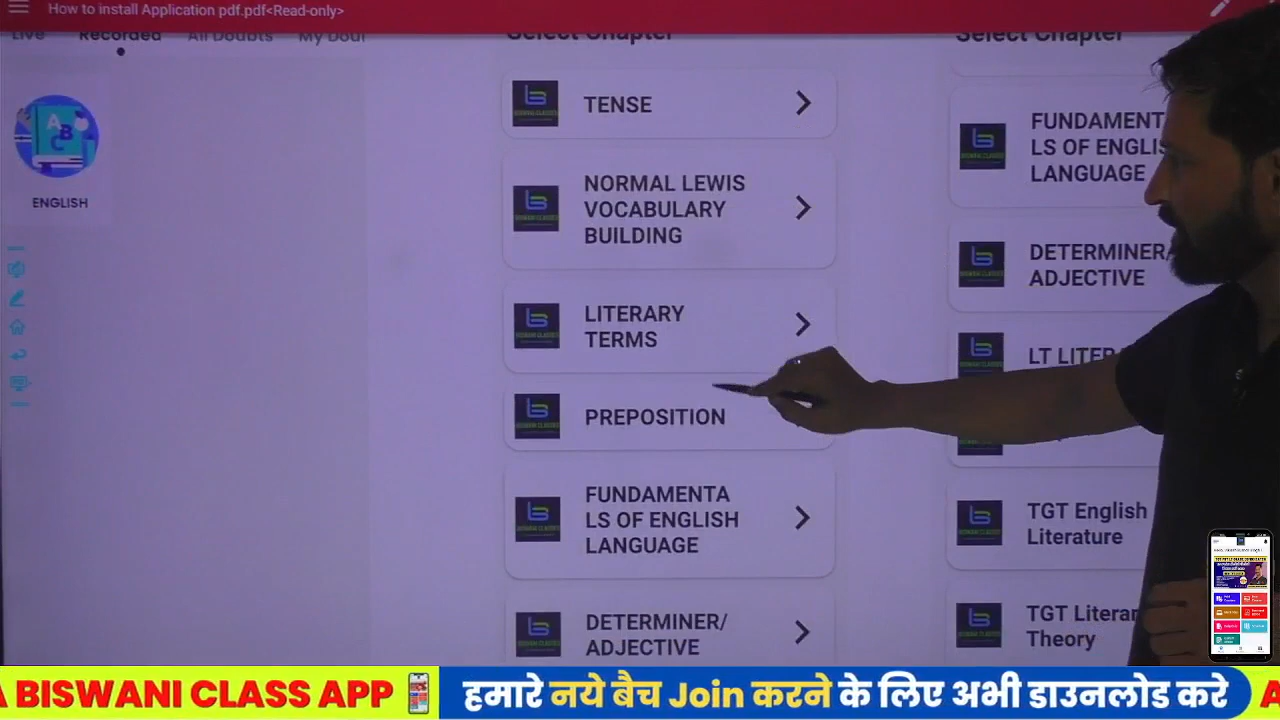 How to install Application pdf.pdf<Read-only>
Live Recorded All Doubts My
Select Chapter
Select Chapter
ENGLISH
TENSE
NORMAL LEWIS
VOCABULARY
BUILDING
LITERARY
TERMS
PREPOSITION
FUNDAMENTA
LS OF ENGLISH
LANGUAGE
DETERMINER/
ADJECTIVE
FUNDAMENT
LS OF ENGLIS
LANGUAGE
DETERMINER/
ADJECTIVE
LT LITER
TGT English
Literature
TGT Literar
Theory
BISWANI CLASS APP
हमारे नये बैच Join करने के लिए अभी डाउनलोड करे